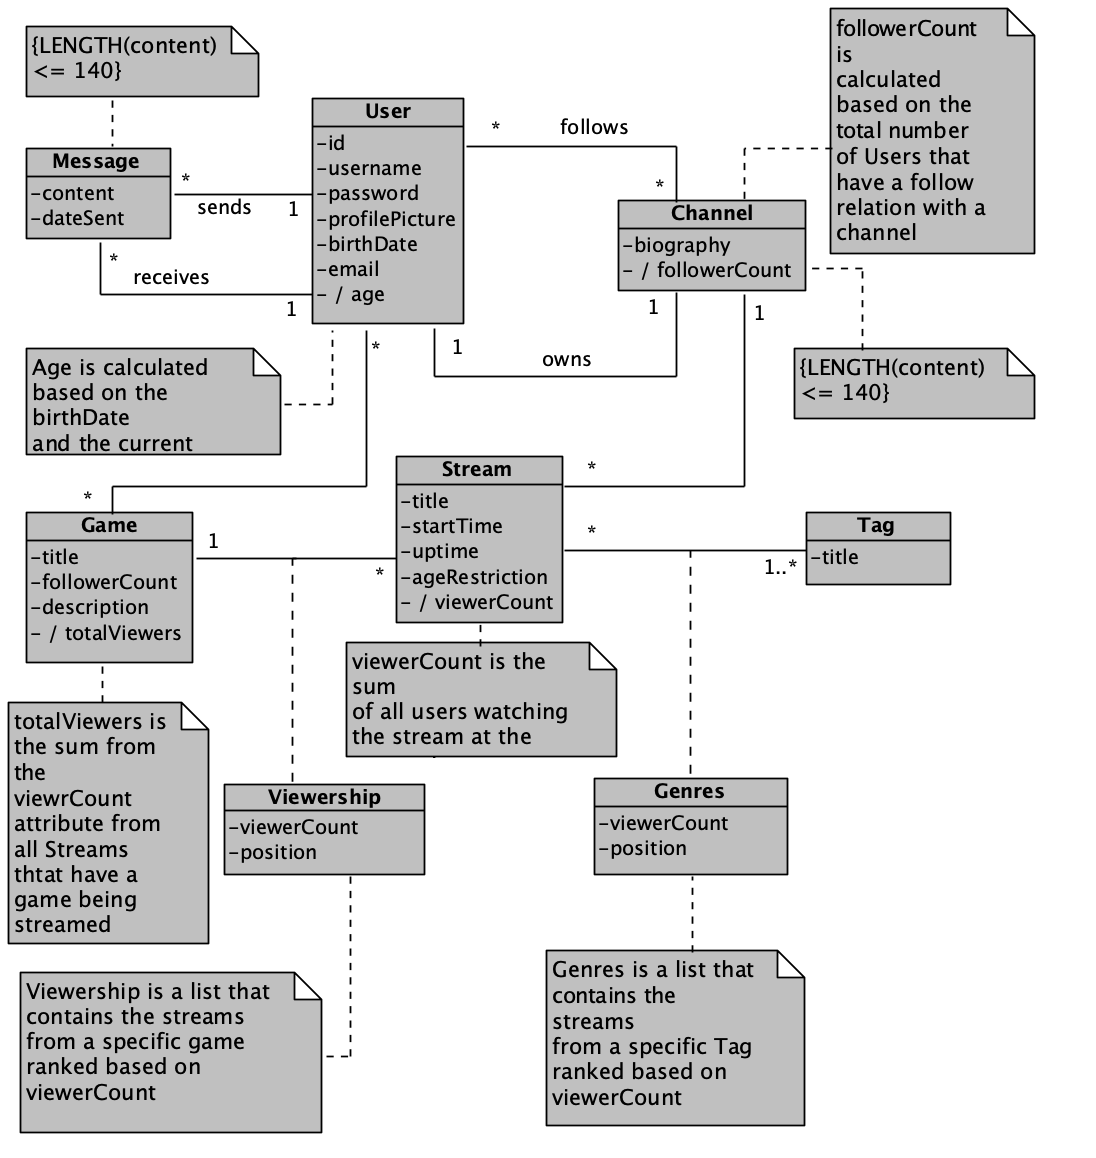 {LENGTH(content)
<= 140}
followerCount
is
calculated
based on the
total number
of Users that
have a follow
relation with a
channel
User
-id
-username
-password
-profilePicture
-birthDate
-email
- / age
* follows
*
Message
-content
-dateSent
*
sends 1
*
receives
1
Channel
-biography
- / followerCount
1
1
*
1
owns
Age is calculated
based on the
birthDate
and the current
{LENGTH(content)
<= 140}
Stream
-title
-startTime
-uptime
-ageRestriction
- / viewerCount
*
*
Game
-title
-followerCount
-description
- / totalViewers
1
*
*
1..*
Tag
-title
viewerCount is the
sum
of all users watching
the stream at the
totalViewers is
the sum from
the
viewrCount
attribute from
all Streams
thtat have a
game being
streamed
Viewership
-viewerCount
-position
Genres
-viewerCount
-position
Viewership is a list that
contains the streams
from a specific game
ranked based on
viewerCount
Genres is a list that
contains the
streams
from a specific Tag
ranked based on
viewerCount